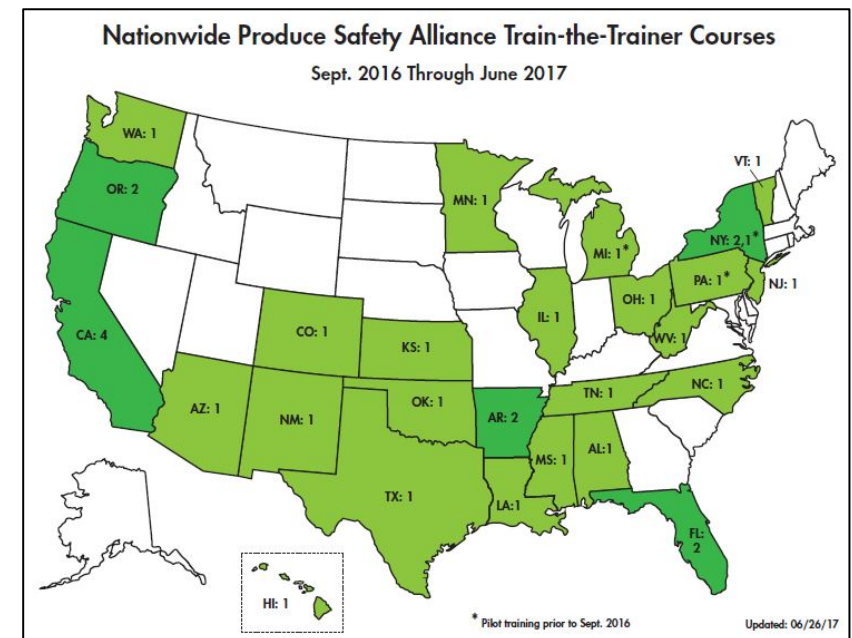 Nationwide Produce Safety Alliance Train-the-Trainer Courses
Sept. 2016 Through June 2017
WA: 1
VT: 1
OR: 2
MN: 1
NY: 2,1*
MI: 1*
PA: 1*
NJ: 1
OH: 1
IL: 1
CO: 1
CA: 4
WV: 1
KS: 1
NC: 1
TN: 1
OK: 1
AZ: 1
NM: 1
AR: 2
AL:1
MS: 1
TX: 1
LA:1
FL:
2
HI: 1
* Pilot training prior to Sept. 2016
Updated: 06/26/17